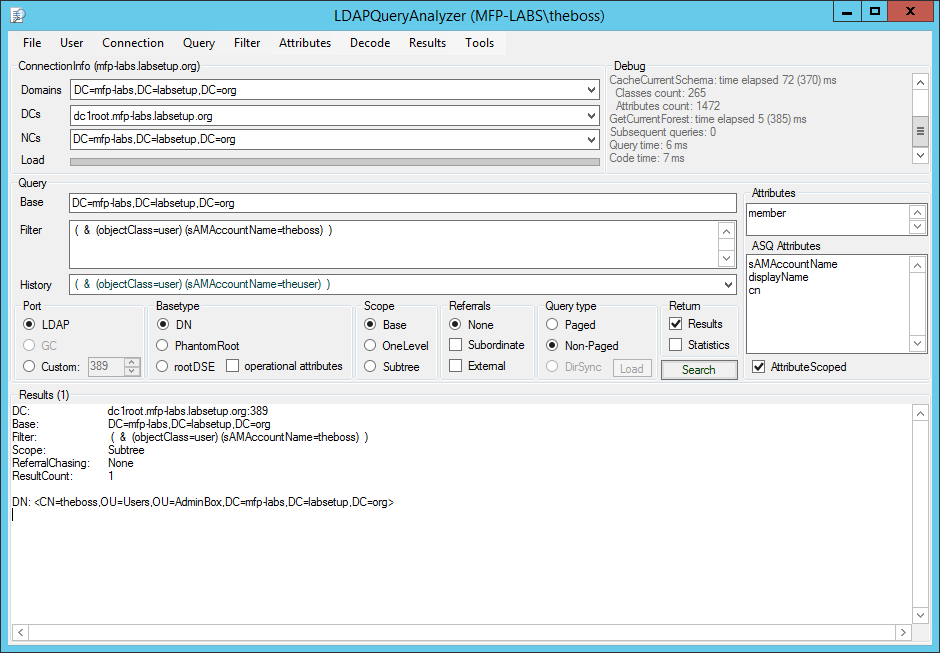 LDAPQueryAnalyzer (MFP-LABS\theboss)
File User Connection Query Filter Attributes Decode Results Tools
ConnectionInfo (mfp-labs.labsetup.org)
Domains DC=mfp-labs,DC=labsetup,DC=org
DCs dc1root.mfp-labs.labsetup.org
NCs DC=mfp-labs,DC=labsetup,DC=org
Load
Debug
CacheCurrentSchema: time elapsed 72 (370) ms
Classes count: 265
Attributes count: 1472
GetCurrentForest: time elapsed 5 (385) ms
Subsequent queries: 0
Query time: 6 ms
Code time: 7 ms
Query
Base DC=mfp-labs,DC=labsetup,DC=org
Filter ( & (objectClass=user) (sAMAccountName=theboss) )
History ( & (objectClass=user) (sAMAccountName=theuser) )
Attributes
member
ASQ Attributes
sAMAccountName
displayName
cn
AttributeScoped
Port
LDAP
GC
Custom: 389
Basetype
DN
PhantomRoot
rootDSE operational attributes
Scope
Base
OneLevel
Subtree
Referrals
None
Subordinate
External
Query type
Paged
Non-Paged
DirSync Load
Return
Results
Statistics
Search
Results (1)
DC: dc1root.mfp-labs.labsetup.org:389
Base: DC=mfp-labs,DC=labsetup,DC=org
Filter: ( & (objectClass=user) (sAMAccountName=theboss) )
Scope: Subtree
ReferralChasing: None
ResultCount: 1
DN: <CN=theboss,OU=Users,OU=AdminBox,DC=mfp-labs,DC=labsetup,DC=org>